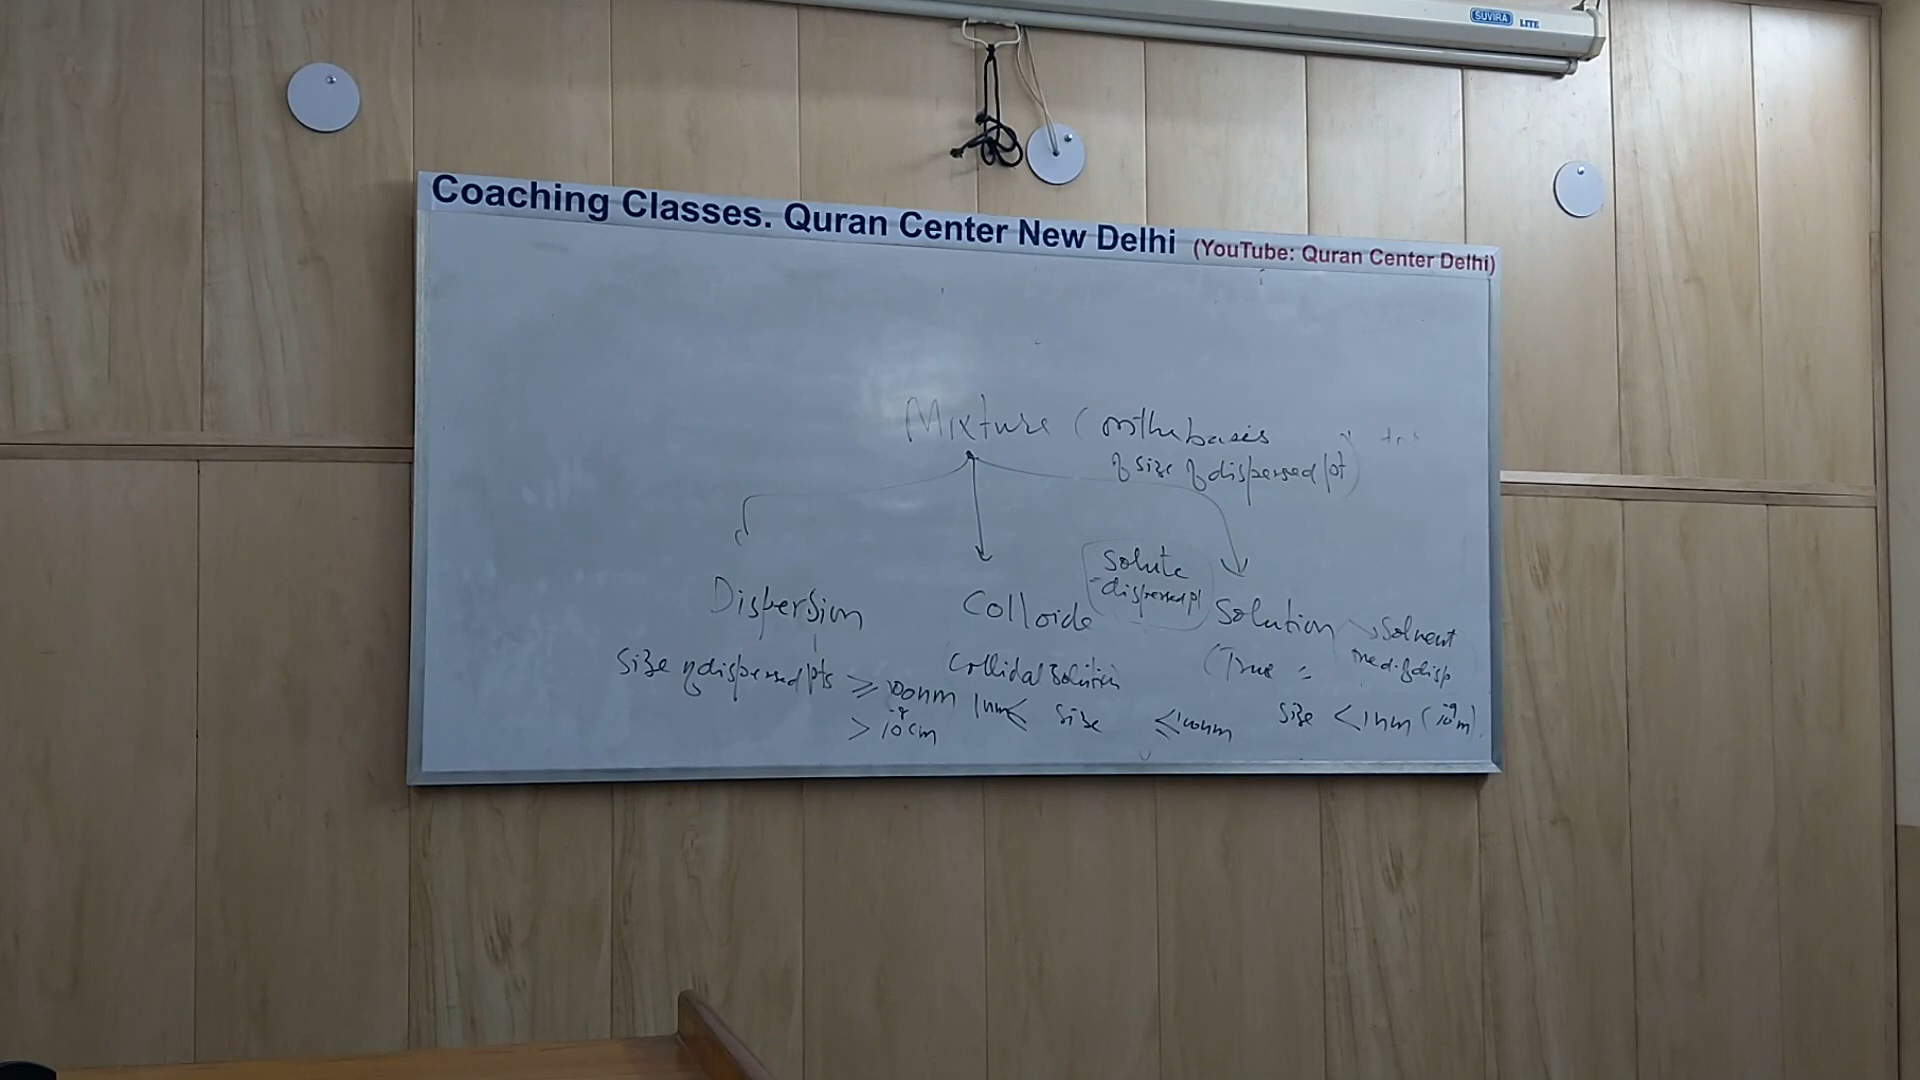 SUVIRA LITE
Coaching Classes. Quran Center New Delhi (YouTube: Quran Center Delhi)
Mixture (on the basis
of size of dispersed pt)
Solute
-dispersed pt
Dispersion
Colloide
Solution
Solvent
med. of disp
Size of dispersed pts ≥ 100nm
Collidal Solution
(True =
1nm < Size ≤ 100nm
Size < 1nm (10⁻⁹m)